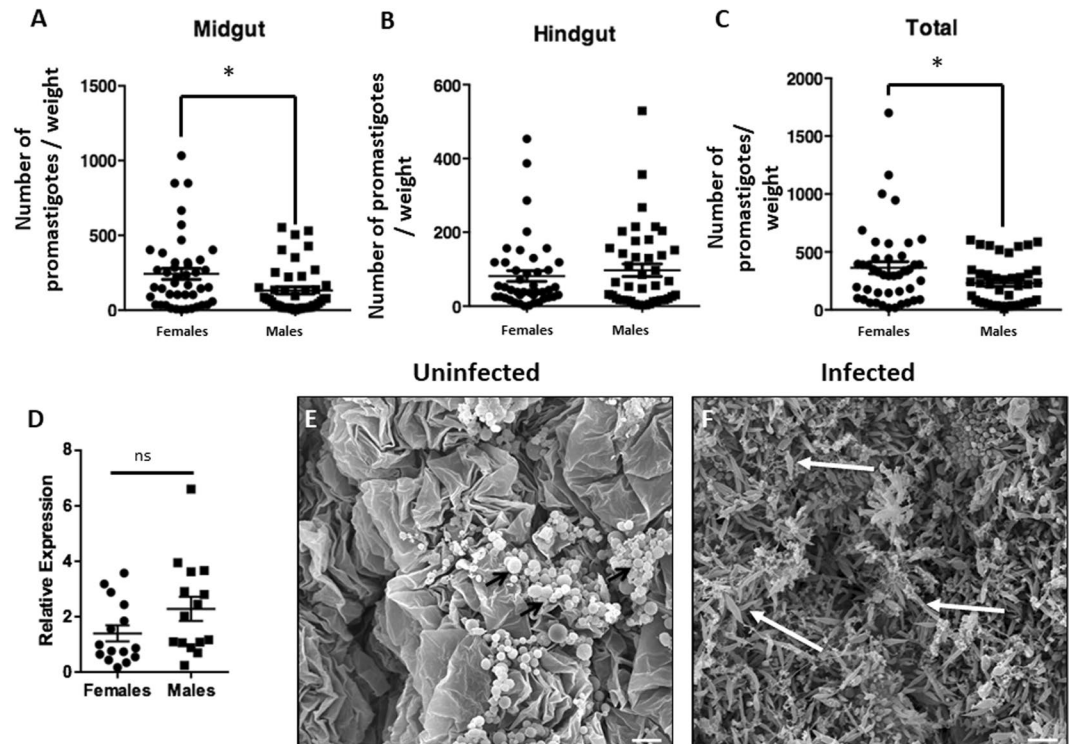 A
Midgut
*
Number of
promastigotes / weight
1500
1000
500
0
Females
Males
B
Hindgut
Number of promastigotes
/ weight
600
400
200
0
Females
Males
C
Total
*
Number of
promastigotes/
weight
2000
1500
1000
500
0
Females
Males
D
ns
Relative Expression
8
6
4
2
0
Females
Males
Uninfected
E
Infected
F